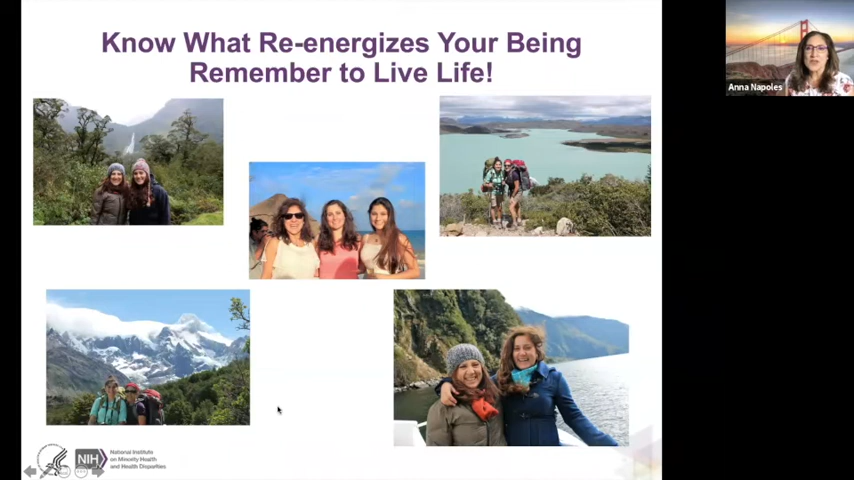 Know What Re-energizes Your Being
Remember to Live Life!
Anna Napoles
NIH
National Institute
on Minority Health
and Health Disparities